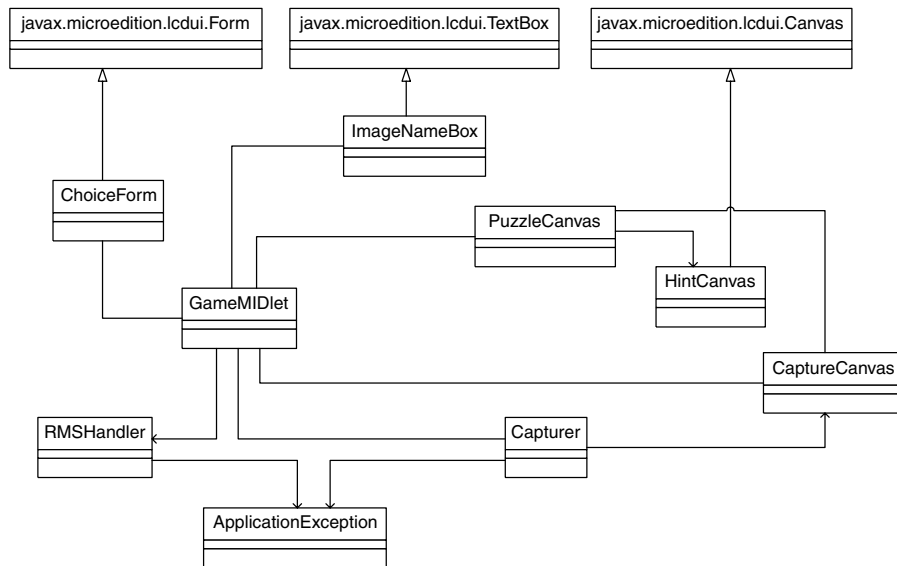 javax.microedition.lcdui.Form
javax.microedition.lcdui.TextBox
javax.microedition.lcdui.Canvas
ImageNameBox
ChoiceForm
PuzzleCanvas
HintCanvas
GameMIDlet
CaptureCanvas
RMSHandler
Capturer
ApplicationException